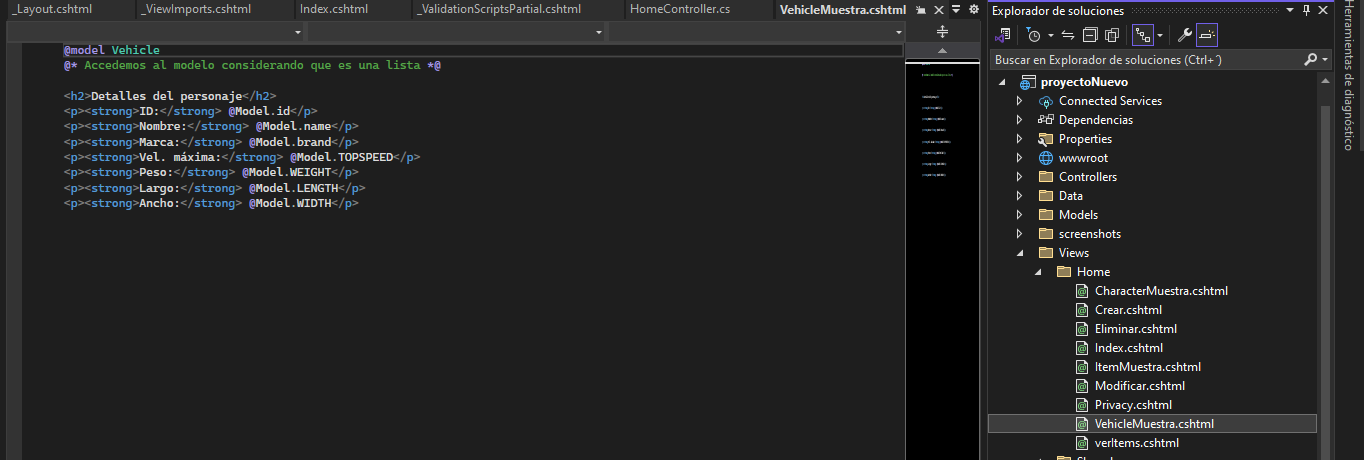 _Layout.cshtml
_ViewImports.cshtml
Index.cshtml
_ValidationScriptsPartial.cshtml
HomeController.cs
VehicleMuestra.cshtml
@model Vehicle
@* Accedemos al modelo considerando que es una lista *@
<h2>Detalles del personaje</h2>
<p><strong>ID:</strong> @Model.id</p>
<p><strong>Nombre:</strong> @Model.name</p>
<p><strong>Marca:</strong> @Model.brand</p>
<p><strong>Vel. máxima:</strong> @Model.TOPSPEED</p>
<p><strong>Peso:</strong> @Model.WEIGHT</p>
<p><strong>Largo:</strong> @Model.LENGTH</p>
<p><strong>Ancho:</strong> @Model.WIDTH</p>
Explorador de soluciones
Buscar en Explorador de soluciones (Ctrl+´)
proyectoNuevo
Connected Services
Dependencias
Properties
wwwroot
Controllers
Data
Models
screenshots
Views
Home
CharacterMuestra.cshtml
Crear.cshtml
Eliminar.cshtml
Index.cshtml
ItemMuestra.cshtml
Modificar.cshtml
Privacy.cshtml
VehicleMuestra.cshtml
verItems.cshtml
Herramientas de diagnóstico